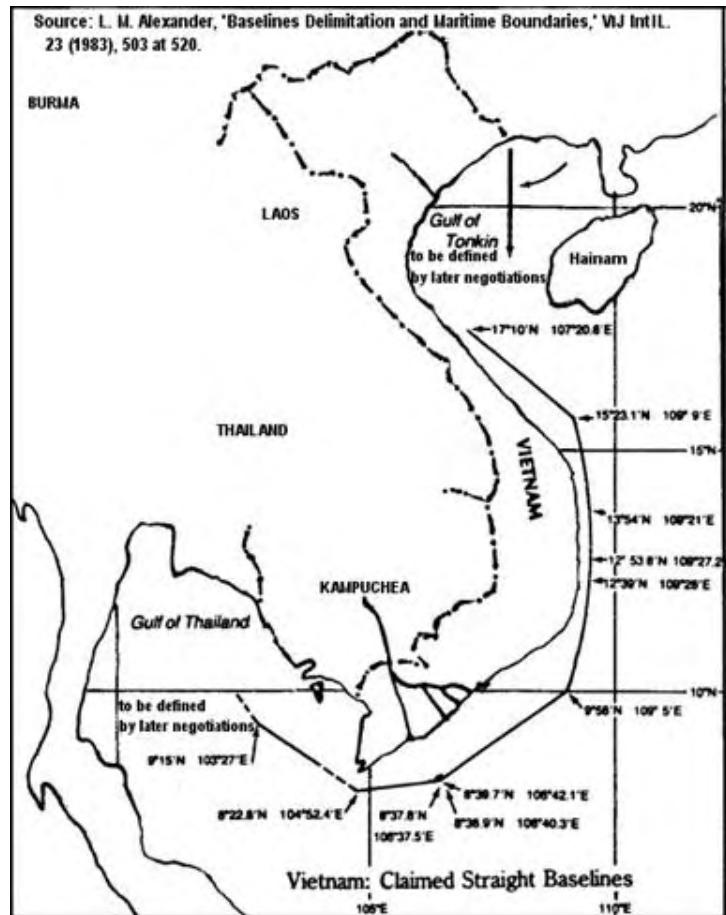 Source: L. M. Alexander, 'Baselines Delimitation and Maritime Boundaries,' VIJ IntlL.
23 (1983), 503 at 520.
BURMA
LAOS
Gulf of
Tonkin
to be defined
by later negotiations
Hainam
20°N
17°10'N 107°20.6'E
15°23.1'N 109° 9'E
THAILAND
VIETNAM
15°N
13°54'N 109°21'E
12° 53.8'N 109°27.2'
12°39'N 109°28'E
KAMPUCHEA
Gulf of Thailand
to be defined
by later negotiations
10°N
9°15'N 103°27'E
9°58'N 109° 5'E
8°22.8'N 104°52.4'E
8°37.8'N
106°37.5'E
8°39.7'N 106°42.1'E
8°38.9'N 106°40.3'E
Vietnam: Claimed Straight Baselines
105°E
110°E